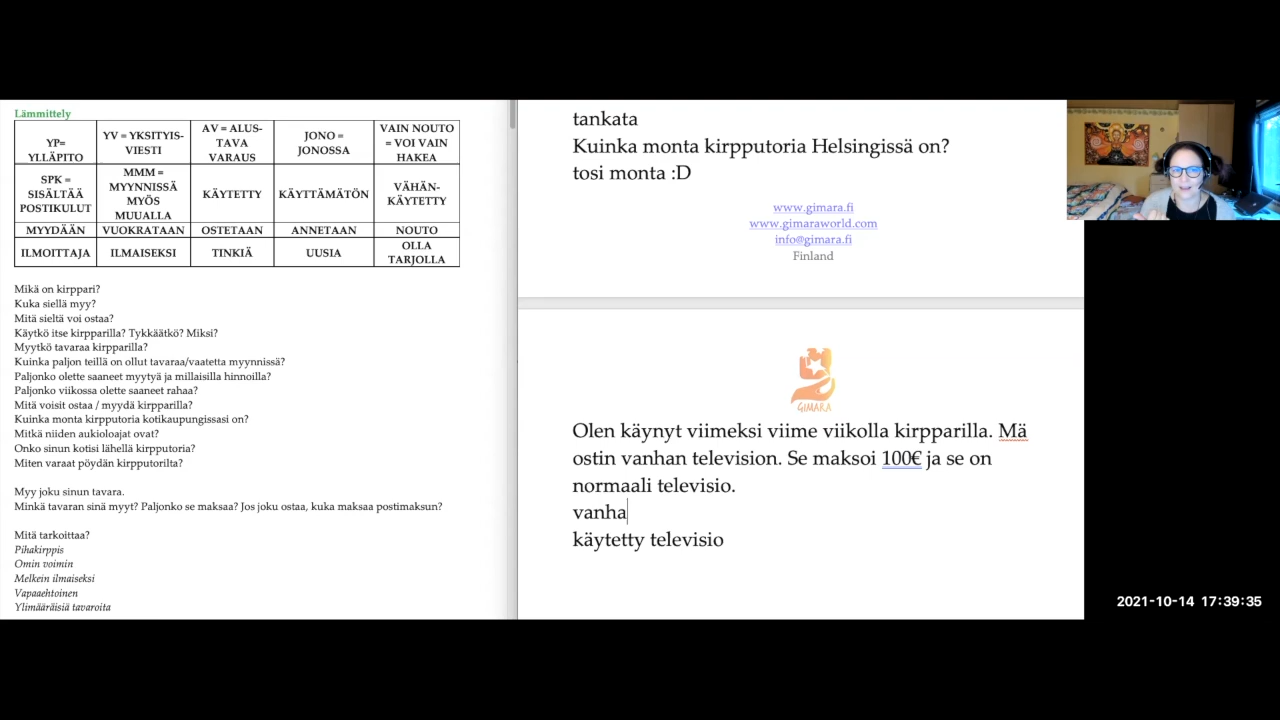 Lämmittely
YP=
YLLÄPITO
YV = YKSITYIS-
VIESTI
AV = ALUS-
TAVA
VARAUS
JONO =
JONOSSA
VAIN NOUTO
= VOI VAIN
HAKEA
SPK =
SISÄLTÄÄ
POSTIKULUT
MMM =
MYYNNISSÄ
MYÖS
MUUALLA
KÄYTETTY
KÄYTTÄMÄTÖN
VÄHÄN-
KÄYTETTY
MYYDÄÄN
VUOKRATAAN
OSTETAAN
ANNETAAN
NOUTO
ILMOITTAJA
ILMAISEKSI
TINKIÄ
UUSIA
OLLA
TARJOLLA
Mikä on kirppari?
Kuka siellä myy?
Mitä sieltä voi ostaa?
Käytkö itse kirpparilla? Tykkäätkö? Miksi?
Myytkö tavaraa kirpparilla?
Kuinka paljon teillä on ollut tavaraa/vaatetta myynnissä?
Paljonko olette saaneet myytyä ja millaisilla hinnoilla?
Paljonko viikossa olette saaneet rahaa?
Mitä voisit ostaa / myydä kirpparilla?
Kuinka monta kirpputoria kotikaupungissasi on?
Mitkä niiden aukioloajat ovat?
Onko sinun kotisi lähellä kirpputoria?
Miten varaat pöydän kirpputorilta?
Myy joku sinun tavara.
Minkä tavaran sinä myyt? Paljonko se maksaa? Jos joku ostaa, kuka maksaa postimaksun?
Mitä tarkoittaa?
Pihakirppis
Omin voimin
Melkein ilmaiseksi
Vapaaehtoinen
Ylimääräisiä tavaroita
tankata
Kuinka monta kirpputoria Helsingissä on?
tosi monta :D
www.gimara.fi
www.gimaraworld.com
info@gimara.fi
Finland
GIMARA
Olen käynyt viimeksi viime viikolla kirpparilla. Mä
ostin vanhan television. Se maksoi 100€ ja se on
normaali televisio.
vanha
käytetty televisio
2021-10-14 17:39:35